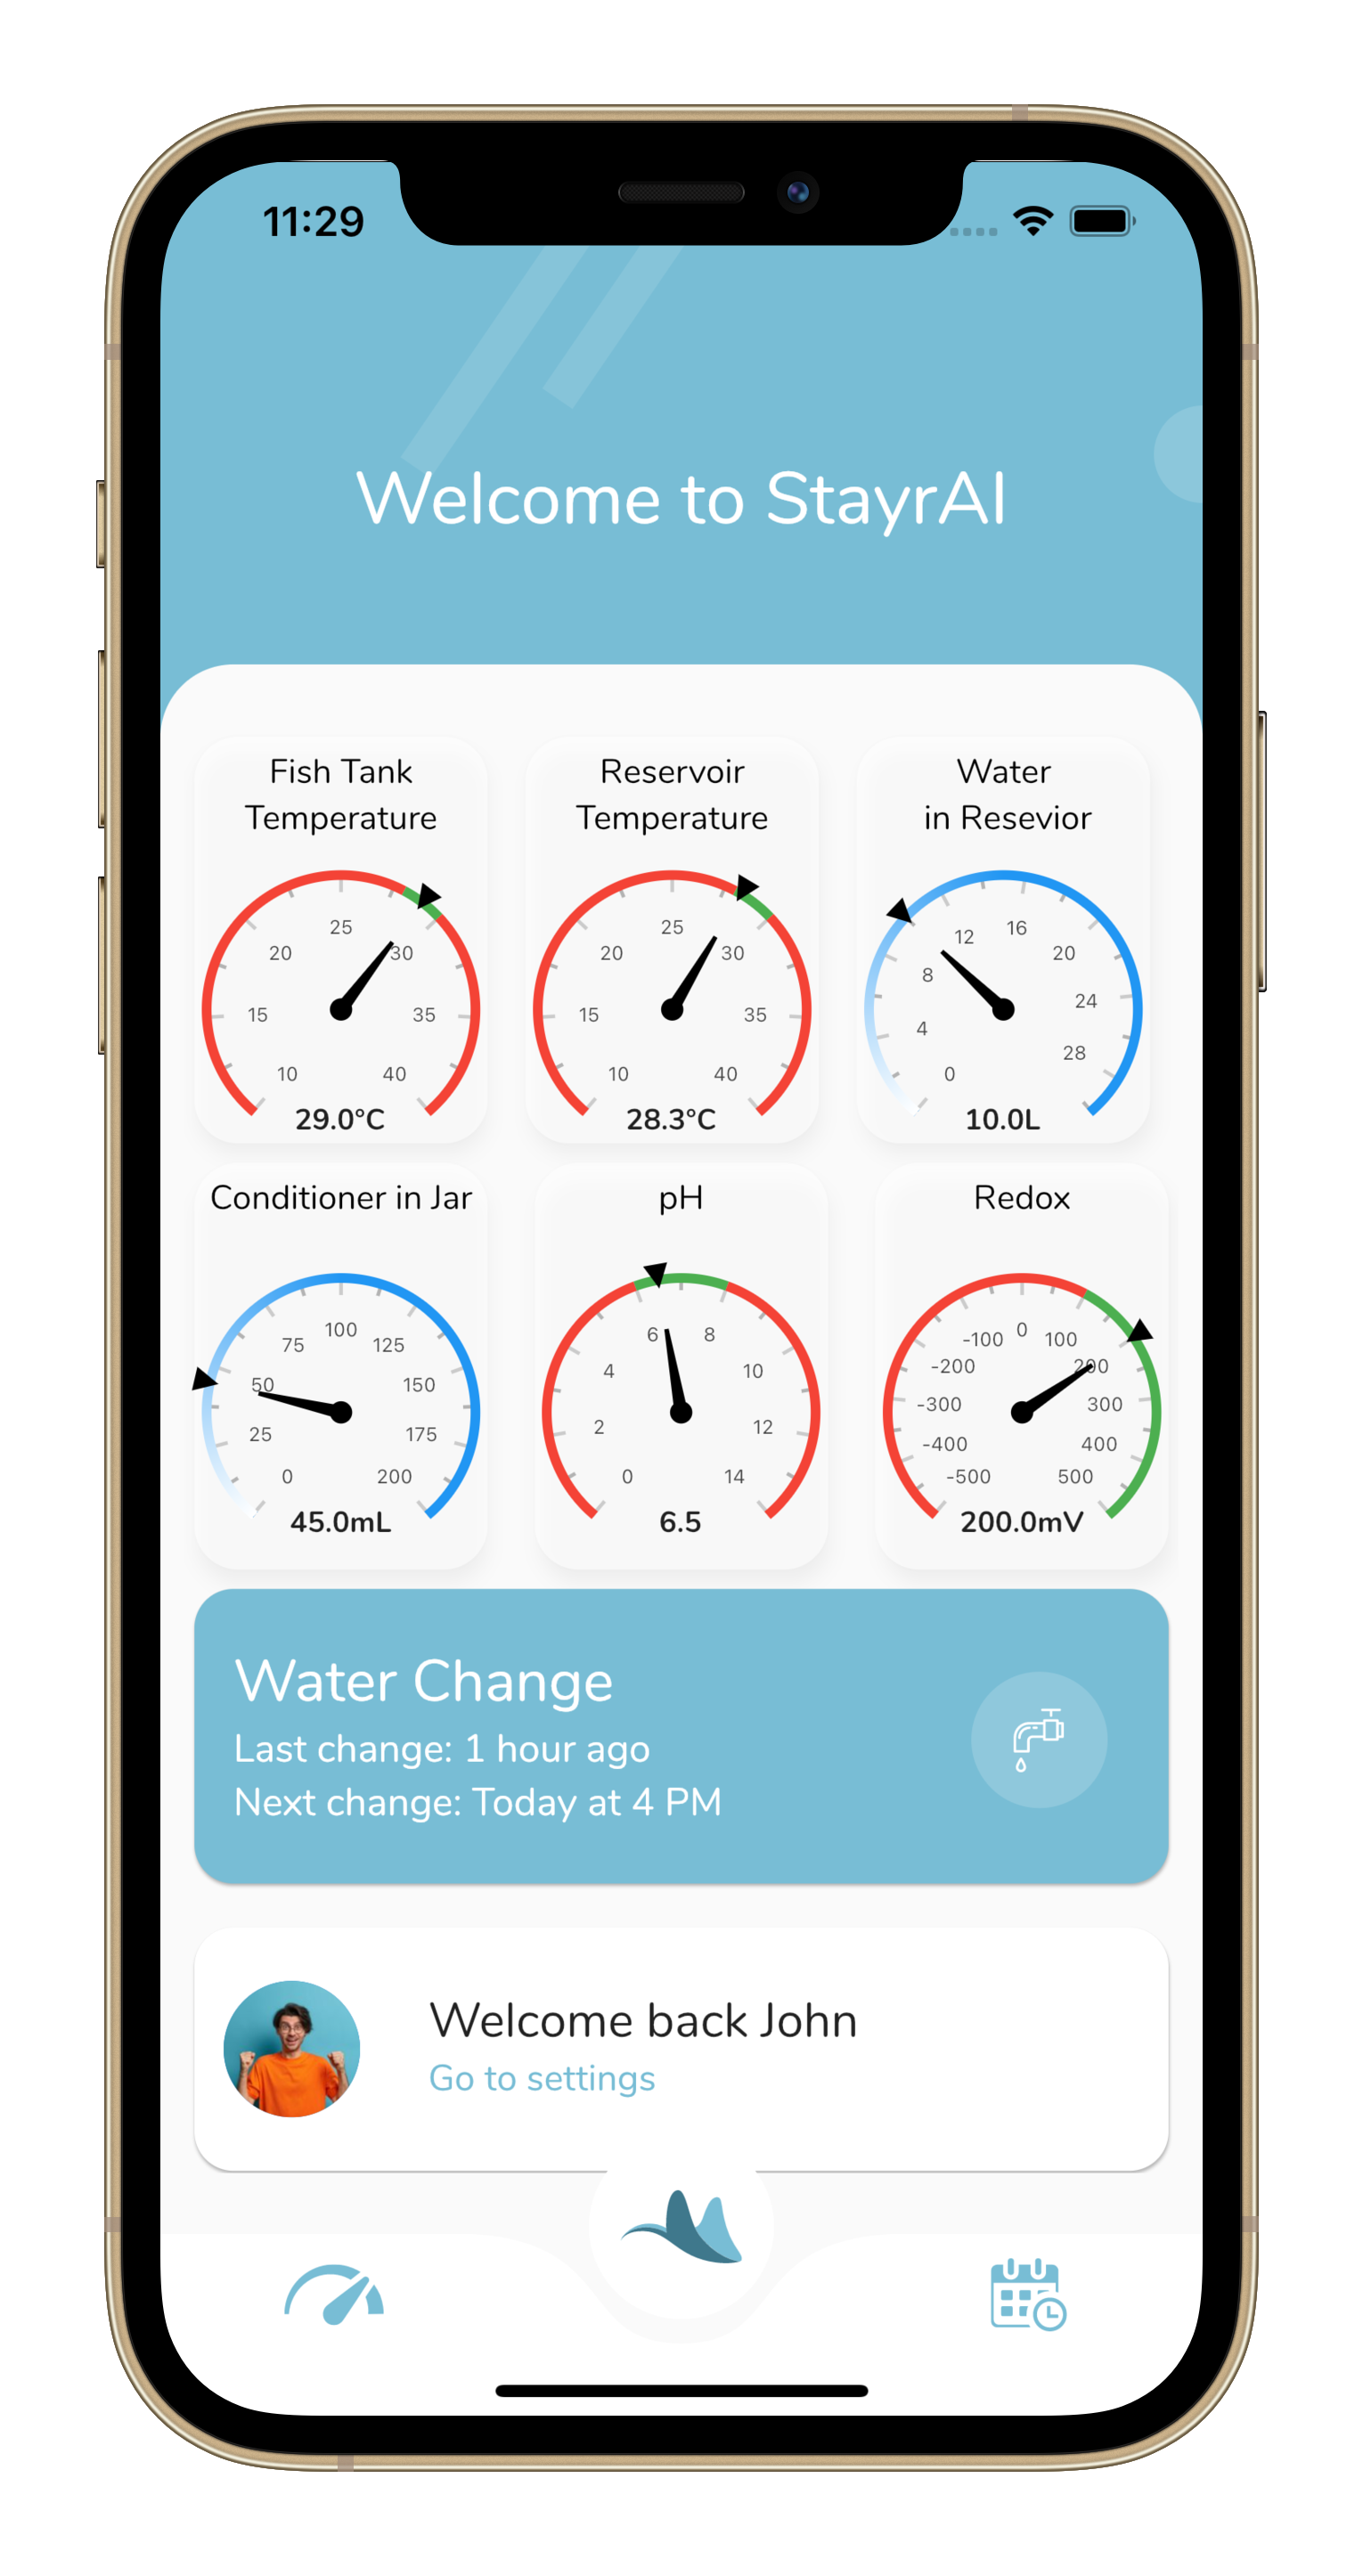 11:29
Welcome to StayrAI
Fish Tank
Temperature
10 15 20 25 30 35 40
29.0°C
Reservoir
Temperature
10 15 20 25 30 35 40
28.3°C
Water
in Resevior
0 4 8 12 16 20 24 28
10.0L
Conditioner in Jar
0 25 50 75 100 125 150 175 200
45.0mL
pH
0 2 4 6 8 10 12 14
6.5
Redox
-500 -400 -300 -200 -100 0 100 200 300 400 500
200.0mV
Water Change
Last change: 1 hour ago
Next change: Today at 4 PM
Welcome back John
Go to settings